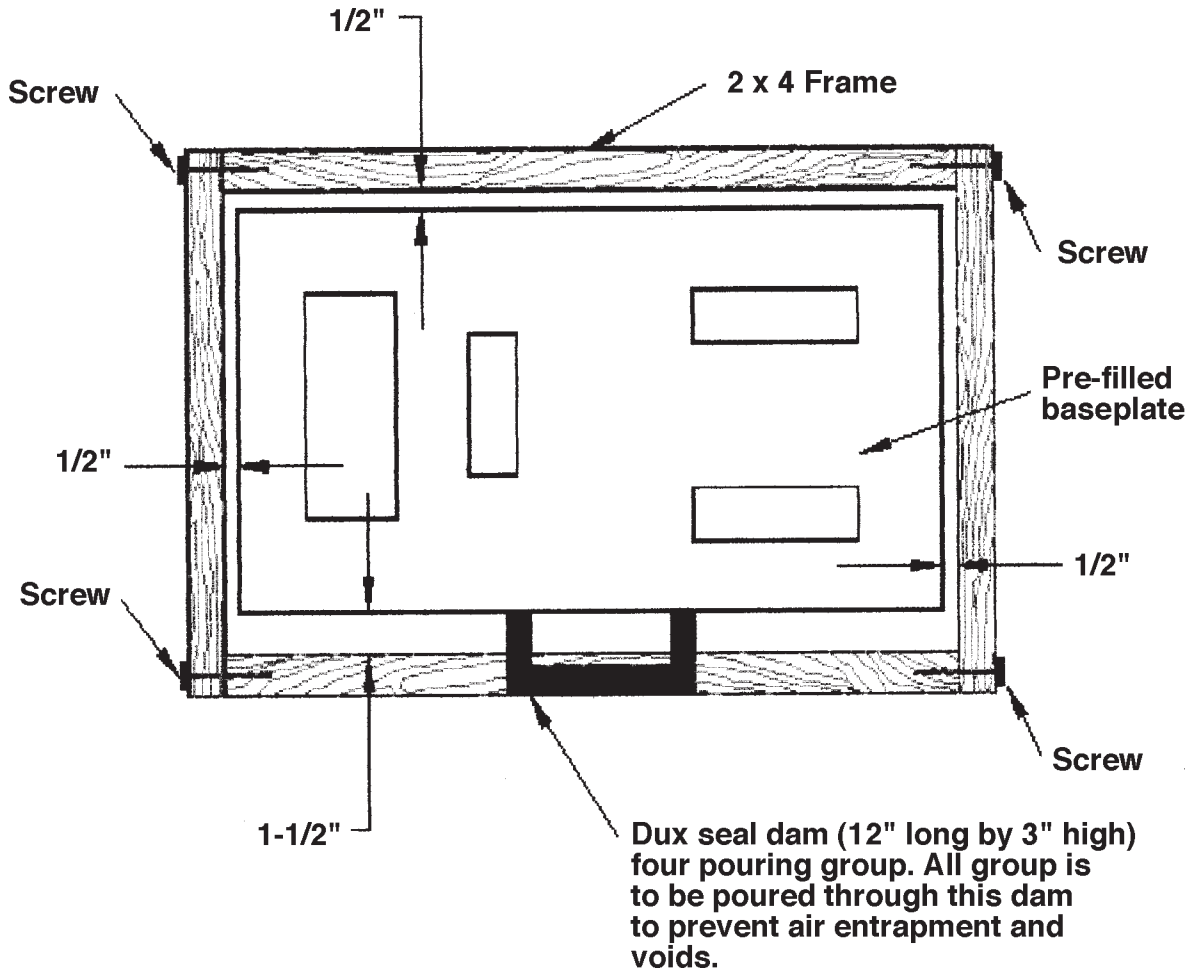 1/2"
2 x 4 Frame
Screw
Screw
Pre-filled
baseplate
1/2"
1/2"
Screw
Screw
1-1/2"
Dux seal dam (12" long by 3" high)
four pouring group. All group is
to be poured through this dam
to prevent air entrapment and
voids.